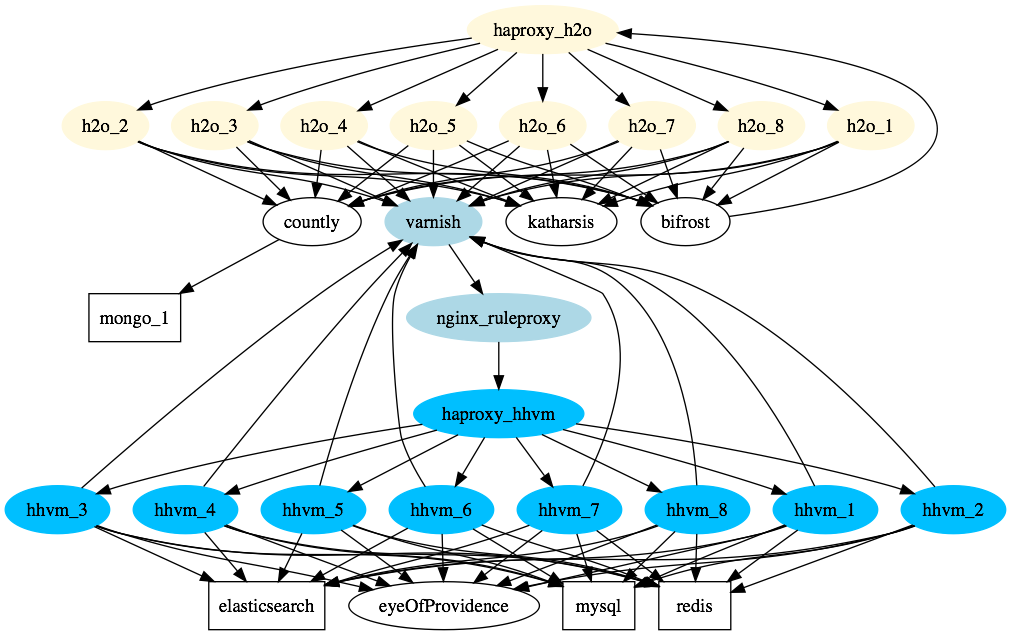 haproxy_h2o
h2o_2
h2o_3
h2o_4
h2o_5
h2o_6
h2o_7
h2o_8
h2o_1
countly
varnish
katharsis
bifrost
mongo_1
nginx_ruleproxy
haproxy_hhvm
hhvm_3
hhvm_4
hhvm_5
hhvm_6
hhvm_7
hhvm_8
hhvm_1
hhvm_2
elasticsearch
eyeOfProvidence
mysql
redis